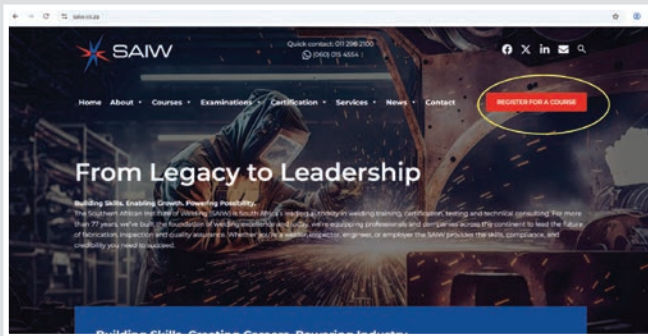 saiw.co.za
SAIW
Quick contact: 011 298 2100
Home About Courses Examinations Certification Services News Contact
REGISTER FOR A COURSE
From Legacy to Leadership
Building Skills. Enabling Growth. Powering Possibility.
The Southern African Institute of Welding (SAIW) is South Africa's leading authority in welding training, certification, testing and technical consulting. For more
than 77 years, we've built the foundation of welding excellence and today, we're equipping professionals and companies across the continent to lead the future
of fabrication, inspection and quality assurance. Whether you're a welder, inspector, engineer, or employer the SAIW provides the skills, compliance, and
credibility you need to succeed.
Building Skills. Creating Careers. Powering Industry.